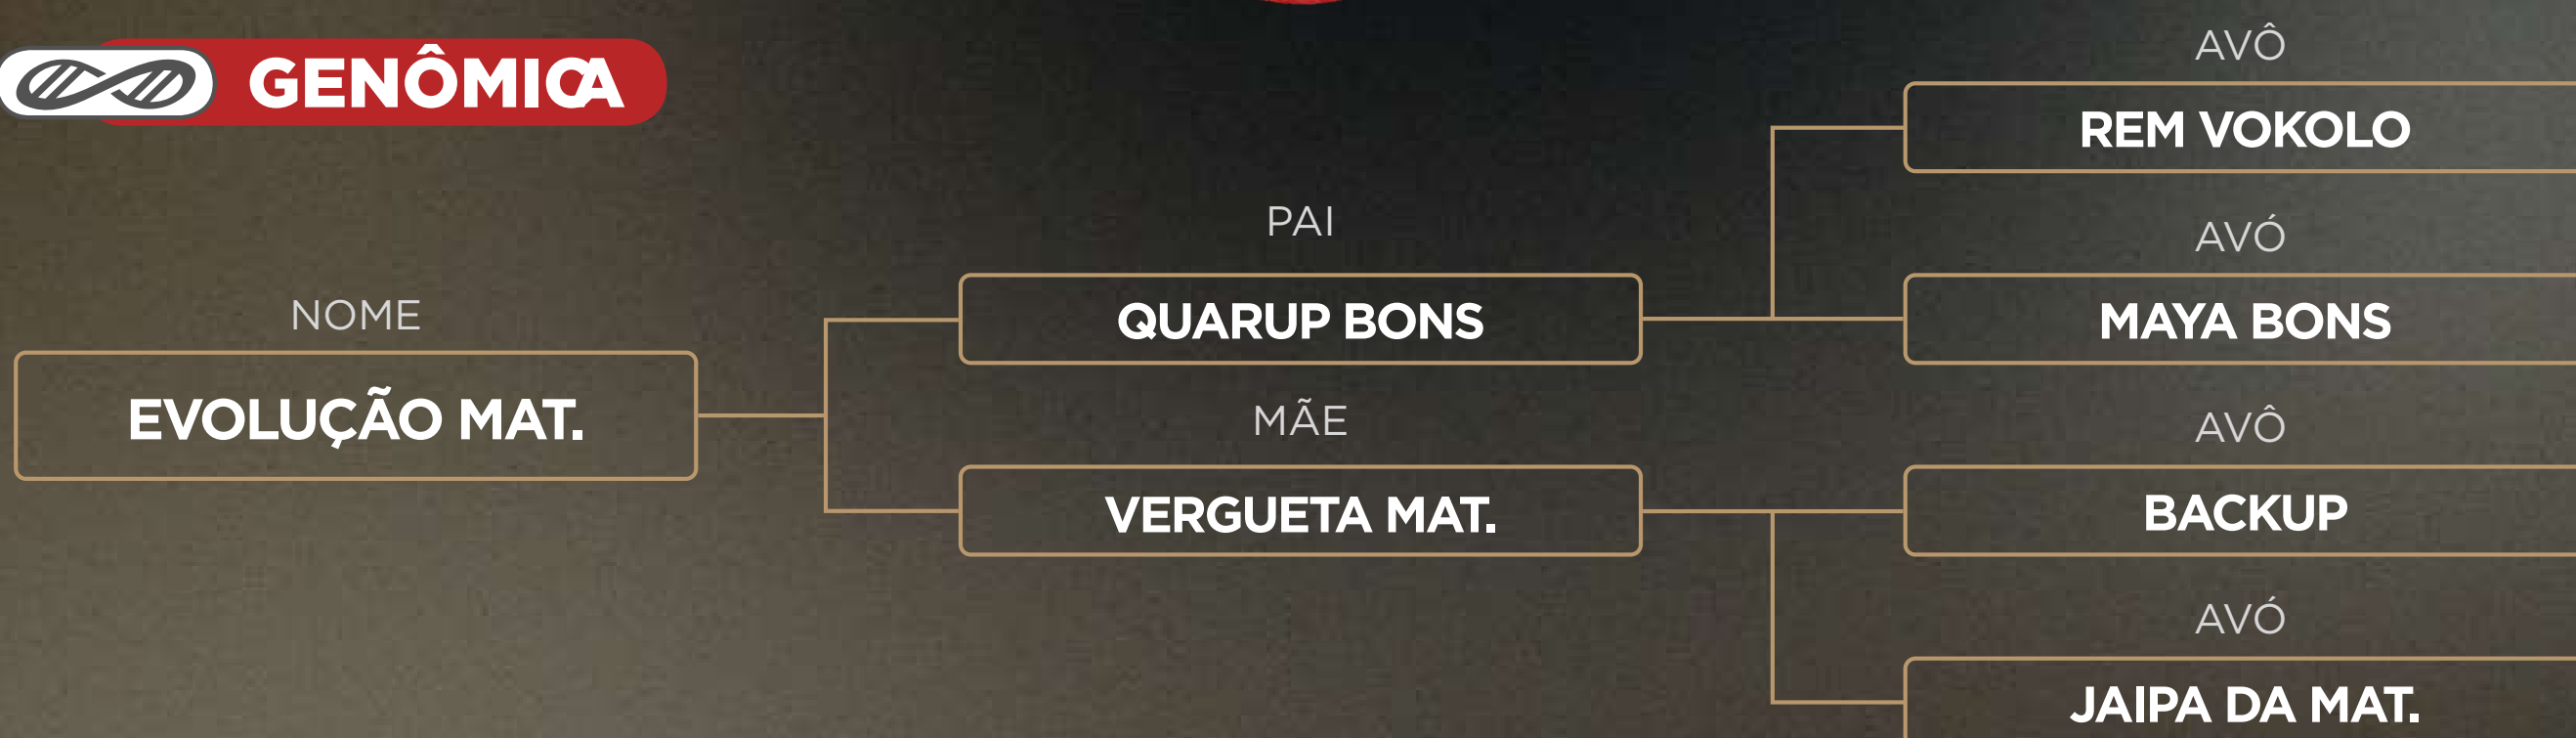 GENÔMICA
NOME
EVOLUÇÃO MAT.
PAI
QUARUP BONS
MÃE
VERGUETA MAT.
AVÔ
REM VOKOLO
AVÓ
MAYA BONS
AVÔ
BACKUP
AVÓ
JAIPA DA MAT.